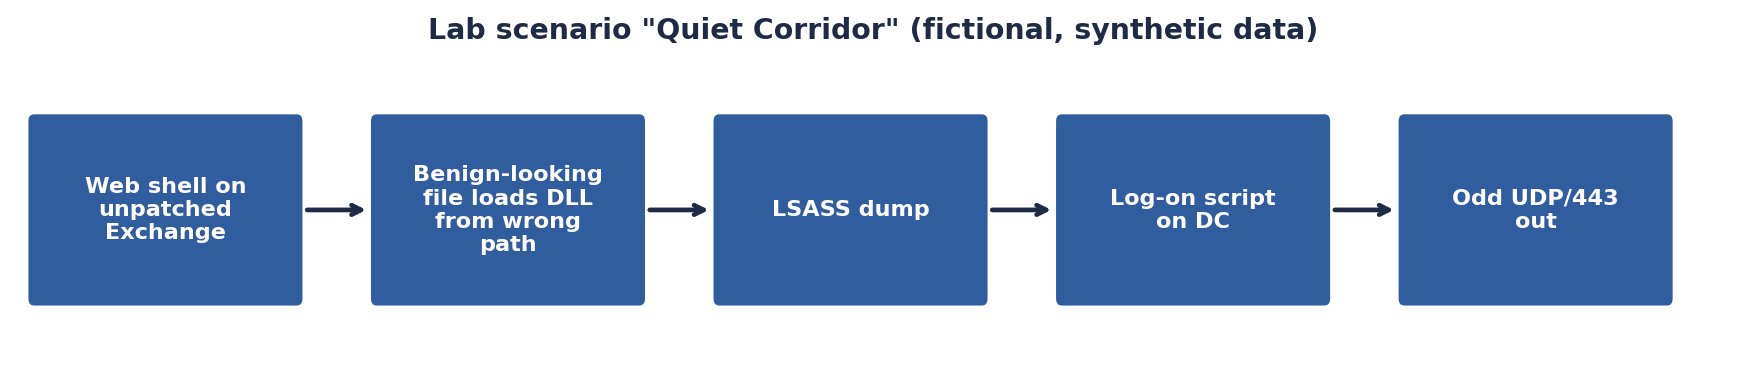 Lab scenario "Quiet Corridor" (fictional, synthetic data)
Web shell on
unpatched
Exchange
Benign-looking
file loads DLL
from wrong
path
LSASS dump
Log-on script
on DC
Odd UDP/443
out